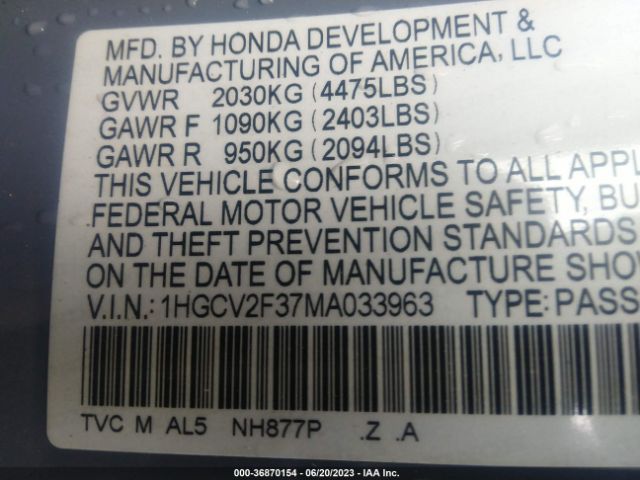 MFD. BY HONDA DEVELOPMENT &
MANUFACTURING OF AMERICA, LLC
GVWR 2030KG (4475LBS)
GAWR F 1090KG (2403LBS)
GAWR R 950KG (2094LBS)
THIS VEHICLE CONFORMS TO ALL APPL
FEDERAL MOTOR VEHICLE SAFETY, BU
AND THEFT PREVENTION STANDARDS
ON THE DATE OF MANUFACTURE SHO
V.I.N.: 1HGCV2F37MA033963 TYPE: PASS
TVC M AL5 NH877P .Z .A
000-36870154 - 06/20/2023 - IAA Inc.